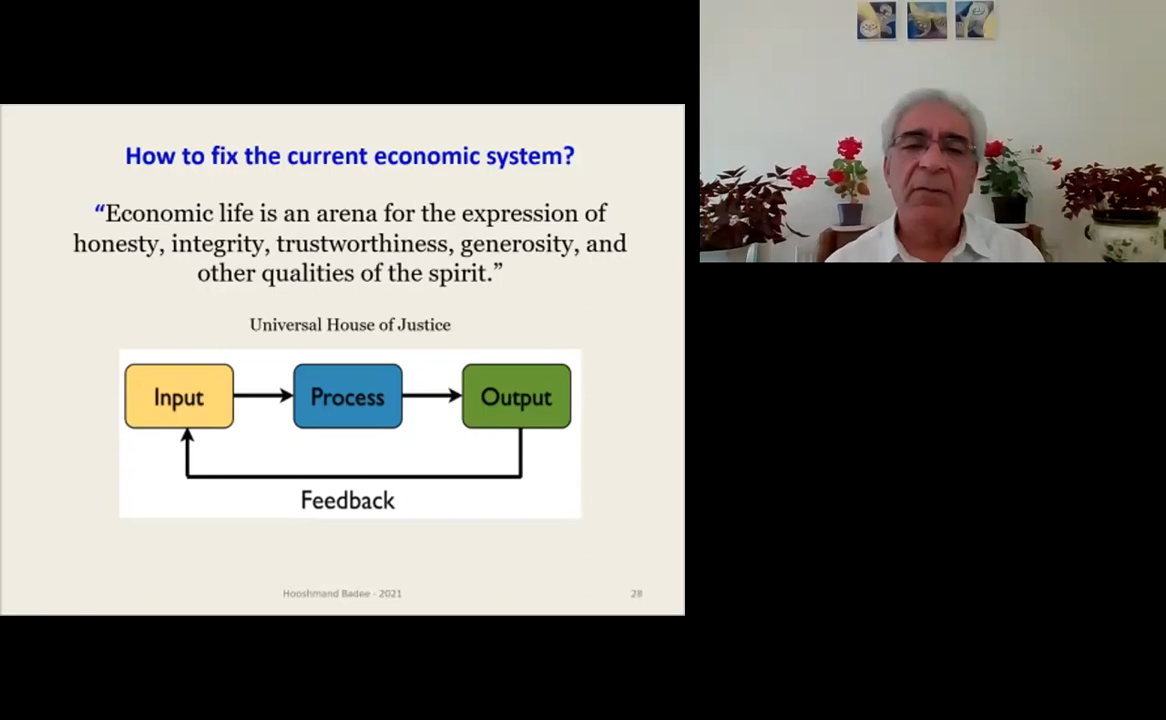 How to fix the current economic system?
“Economic life is an arena for the expression of
honesty, integrity, trustworthiness, generosity, and
other qualities of the spirit.”
Universal House of Justice
Input
Process
Output
Feedback
Hooshmand Badee - 2021
28